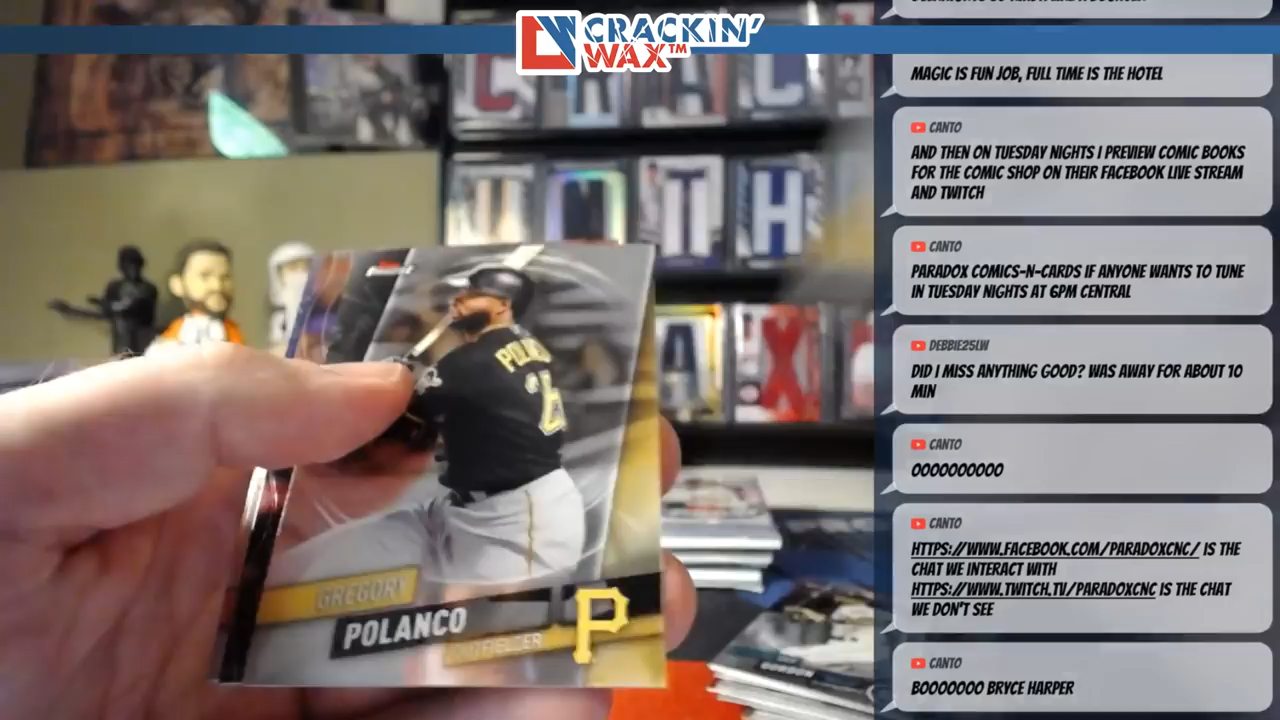 CRACKIN'
WAX™
MAGIC IS FUN JOB, FULL TIME IS THE HOTEL
CANTO
AND THEN ON TUESDAY NIGHTS I PREVIEW COMIC BOOKS
FOR THE COMIC SHOP ON THEIR FACEBOOK LIVE STREAM
AND TWITCH
CANTO
PARADOX COMICS-N-CARDS IF ANYONE WANTS TO TUNE
IN TUESDAY NIGHTS AT 6PM CENTRAL
DEBBIE25LW
DID I MISS ANYTHING GOOD? WAS AWAY FOR ABOUT 10
MIN
CANTO
OOOOOOOOOO
CANTO
HTTPS://WWW.FACEBOOK.COM/PARADOXCNC/ IS THE
CHAT WE INTERACT WITH
HTTPS://WWW.TWITCH.TV/PARADOXCNC IS THE CHAT
WE DON'T SEE
CANTO
BOOOOOOO BRYCE HARPER
C R A C
T H
A X
GREGORY
POLANCO
OUTFIELDER
P
GORDON